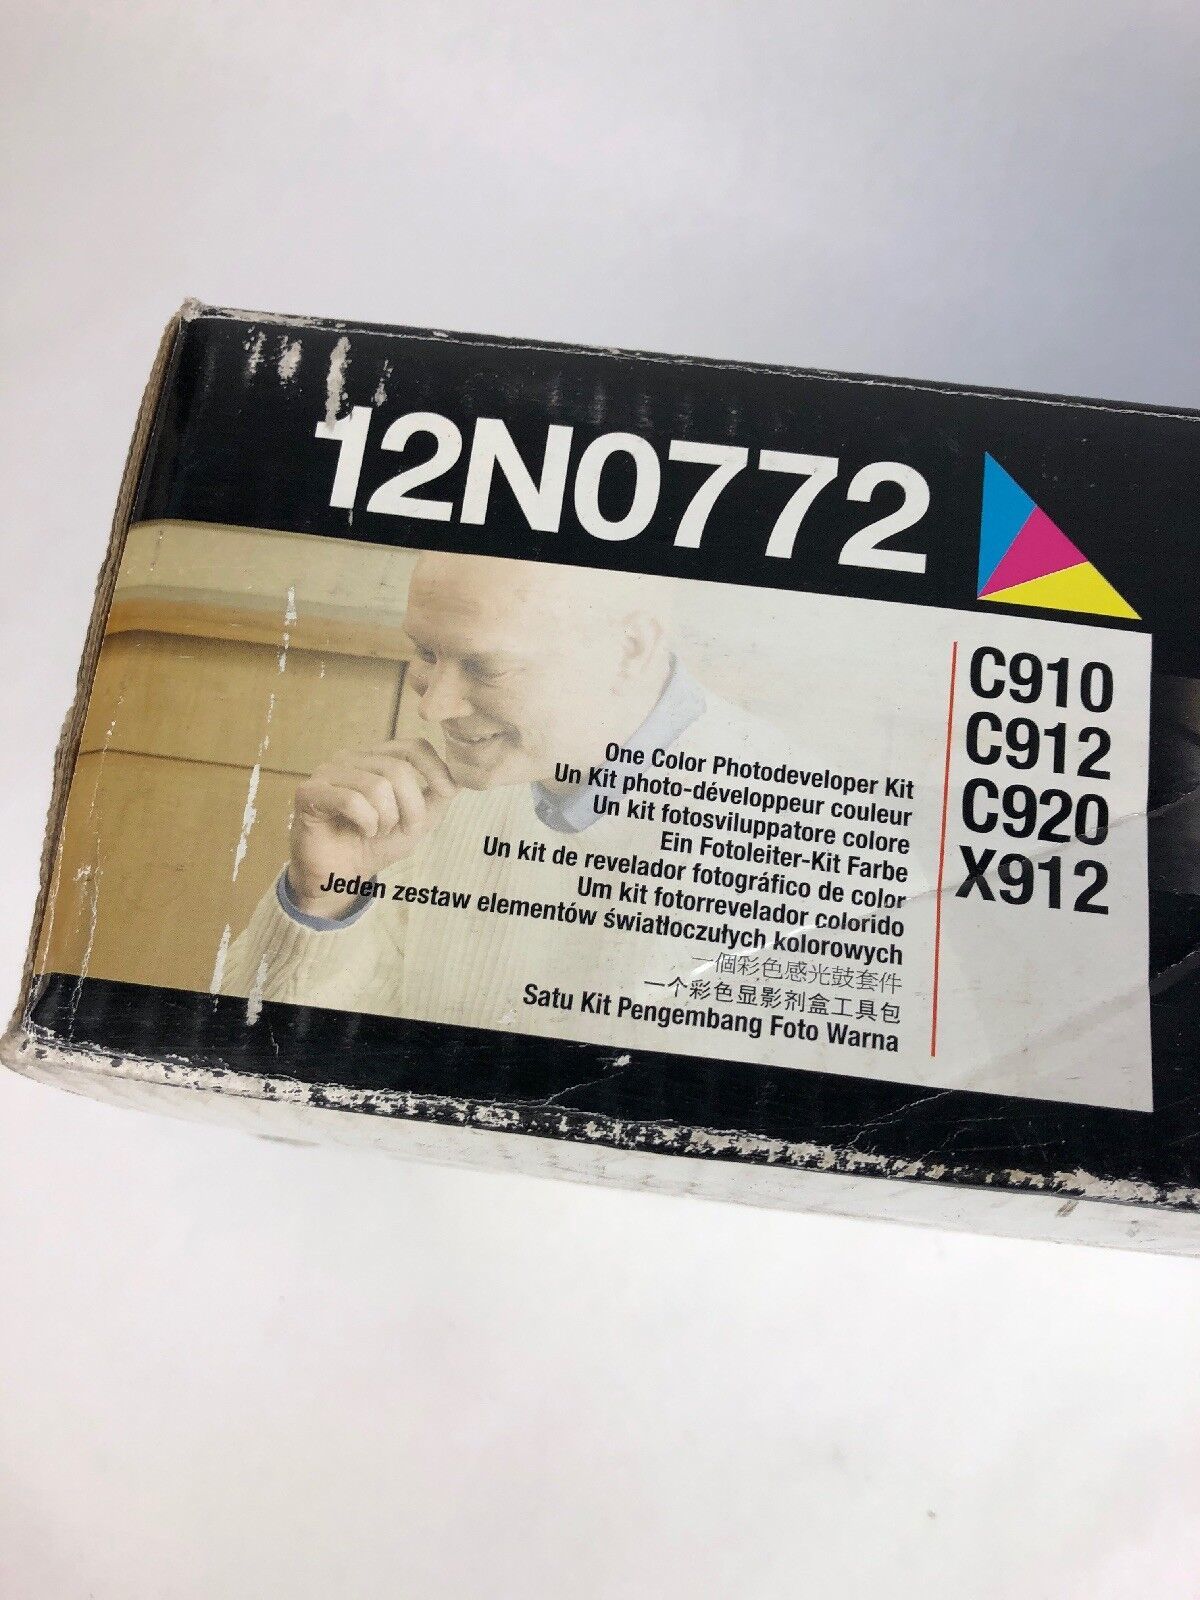 12N0772
C910
C912
C920
X912
One Color Photodeveloper Kit
Un Kit photo-développeur couleur
Un kit fotosviluppatore colore
Ein Fotoleiter-Kit Farbe
Un kit de revelador fotográfico de color
Um kit fotorrevelador colorido
Jeden zestaw elementów światłoczułych kolorowych
一個彩色感光鼓套件
一个彩色显影剂盒工具包
Satu Kit Pengembang Foto Warna